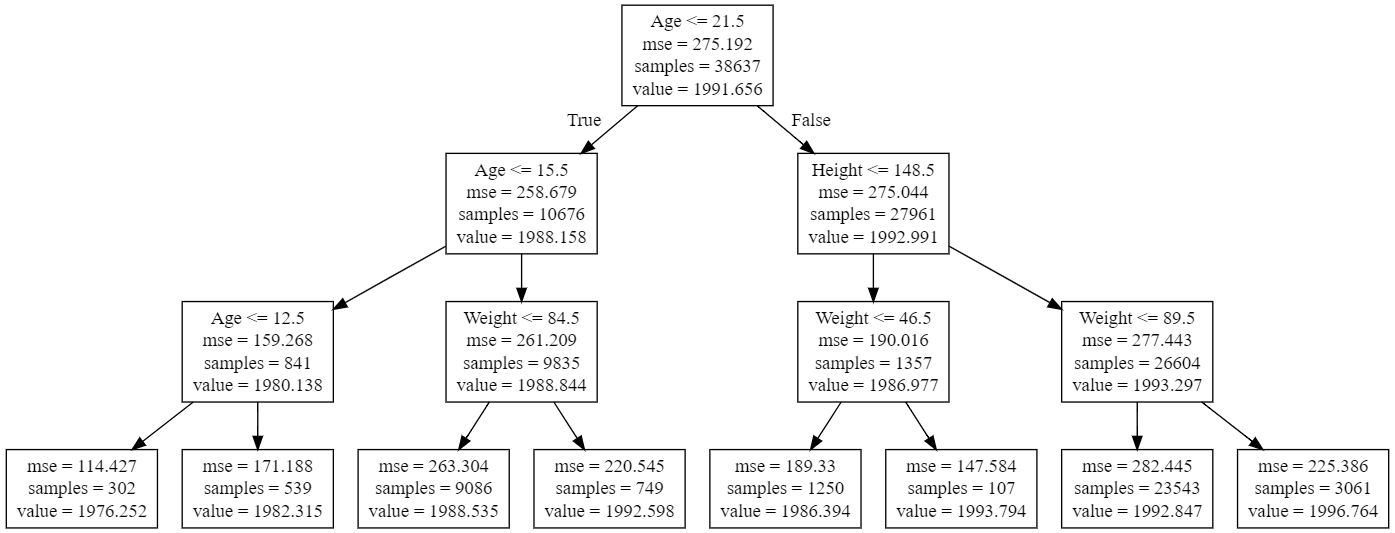 Age <= 21.5
mse = 275.192
samples = 38637
value = 1991.656
True
False
Age <= 15.5
mse = 258.679
samples = 10676
value = 1988.158
Height <= 148.5
mse = 275.044
samples = 27961
value = 1992.991
Age <= 12.5
mse = 159.268
samples = 841
value = 1980.138
Weight <= 84.5
mse = 261.209
samples = 9835
value = 1988.844
Weight <= 46.5
mse = 190.016
samples = 1357
value = 1986.977
Weight <= 89.5
mse = 277.443
samples = 26604
value = 1993.297
mse = 114.427
samples = 302
value = 1976.252
mse = 171.188
samples = 539
value = 1982.315
mse = 263.304
samples = 9086
value = 1988.535
mse = 220.545
samples = 749
value = 1992.598
mse = 189.33
samples = 1250
value = 1986.394
mse = 147.584
samples = 107
value = 1993.794
mse = 282.445
samples = 23543
value = 1992.847
mse = 225.386
samples = 3061
value = 1996.764